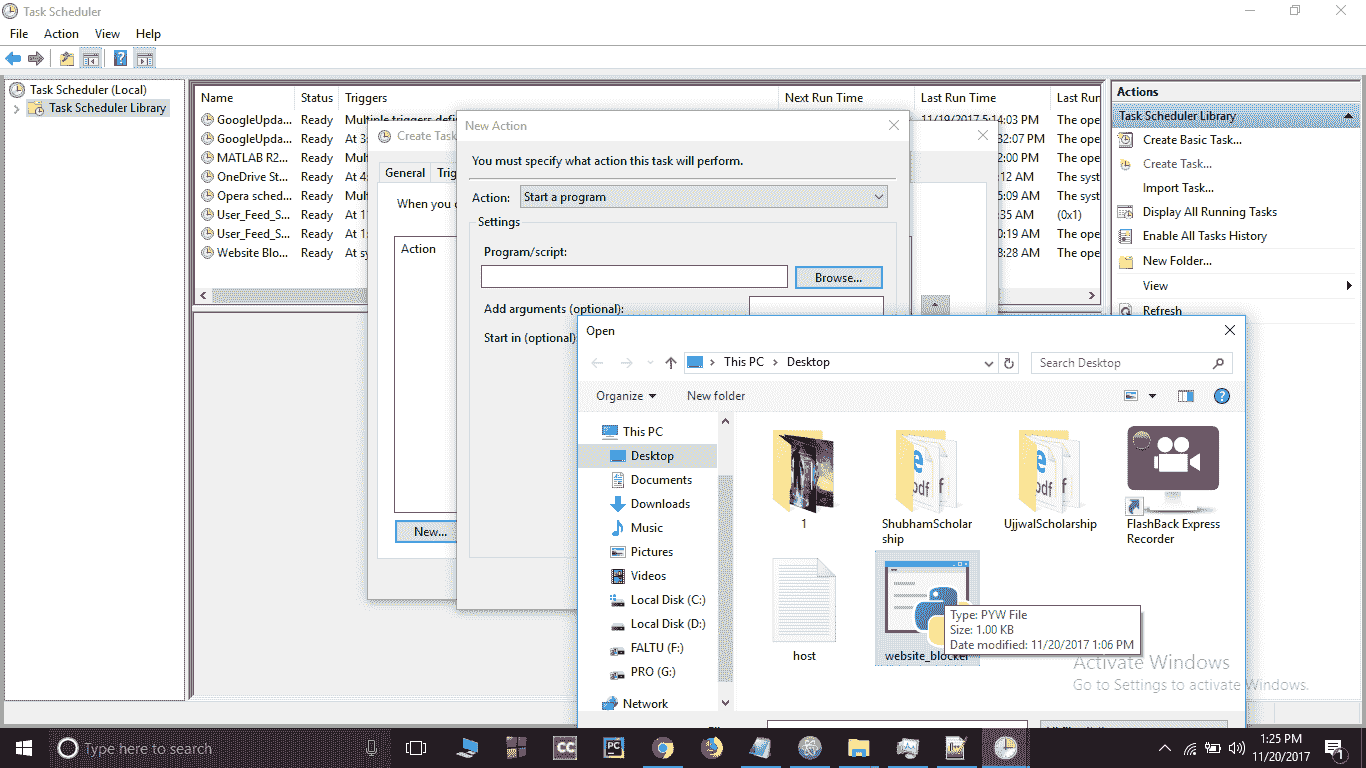 Task Scheduler
File Action View Help
Task Scheduler (Local)
Task Scheduler Library
Name Status Triggers Next Run Time Last Run Time Last Run
GoogleUpda... Ready Multiple triggers defi 11/19/2017 5:14:03 PM The ope
GoogleUpda... Ready At 3: 32:07 PM The ope
MATLAB R2... Ready Mult 2:00 PM The ope
OneDrive St... Ready At 4: :12 AM The syst
Opera sched... Ready Mult 5:09 AM The ope
User_Feed_S... Ready At 1 :35 AM (0x1)
User_Feed_S... Ready At 1: 0:19 AM The ope
Website Blo... Ready At sy 8:28 AM The ope
Create Task
General Trig
When you c
Action
New...
New Action
You must specify what action this task will perform.
Action: Start a program
Settings
Program/script:
Browse...
Add arguments (optional):
Start in (optional)
Open
This PC > Desktop
Search Desktop
Organize New folder
This PC
Desktop
Documents
Downloads
Music
Pictures
Videos
Local Disk (C:)
Local Disk (D:)
FALTU (F:)
PRO (G:)
Network
1
ShubhamScholar
ship
UjjwalScholarship
FlashBack Express
Recorder
host
website_blocker
Type: PYW File
Size: 1.00 KB
Date modified: 11/20/2017 1:06 PM
Actions
Task Scheduler Library
Create Basic Task...
Create Task...
Import Task...
Display All Running Tasks
Enable All Tasks History
New Folder...
View
Refresh
Activate Windows
Go to Settings to activate Windows.
Type here to search
CC
PC
1:25 PM
11/20/2017
1